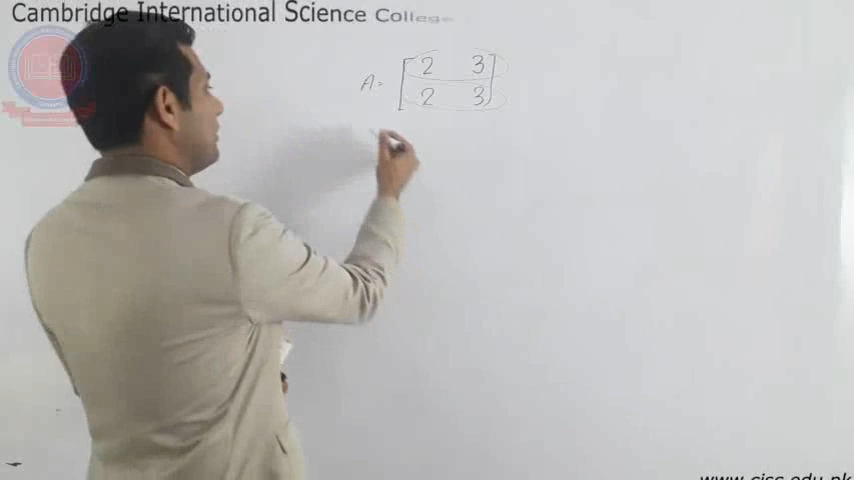 Cambridge International Science College
A = [2 3
2 3]
www.cisc.edu.pk